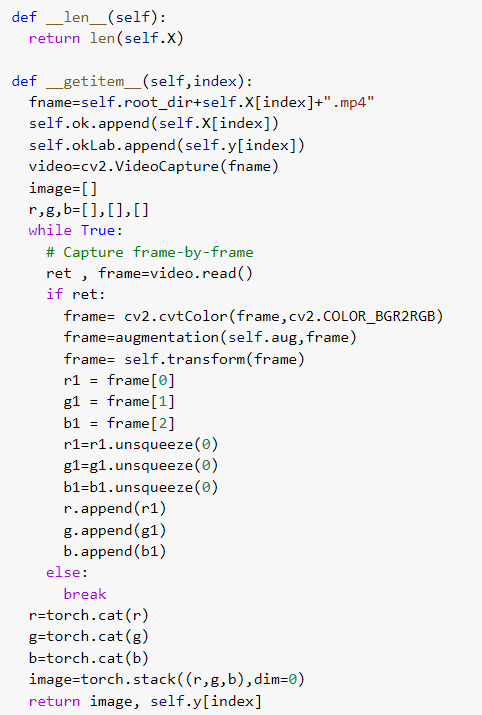 def __len__(self):
  return len(self.X)

def __getitem__(self,index):
  fname=self.root_dir+self.X[index]+".mp4"
  self.ok.append(self.X[index])
  self.okLab.append(self.y[index])
  video=cv2.VideoCapture(fname)
  image=[]
  r,g,b=[],[],[]
  while True:
    # Capture frame-by-frame
    ret , frame=video.read()
    if ret:
      frame= cv2.cvtColor(frame,cv2.COLOR_BGR2RGB)
      frame=augmentation(self.aug,frame)
      frame= self.transform(frame)
      r1 = frame[0]
      g1 = frame[1]
      b1 = frame[2]
      r1=r1.unsqueeze(0)
      g1=g1.unsqueeze(0)
      b1=b1.unsqueeze(0)
      r.append(r1)
      g.append(g1)
      b.append(b1)
    else:
      break
  r=torch.cat(r)
  g=torch.cat(g)
  b=torch.cat(b)
  image=torch.stack((r,g,b),dim=0)
  return image, self.y[index]